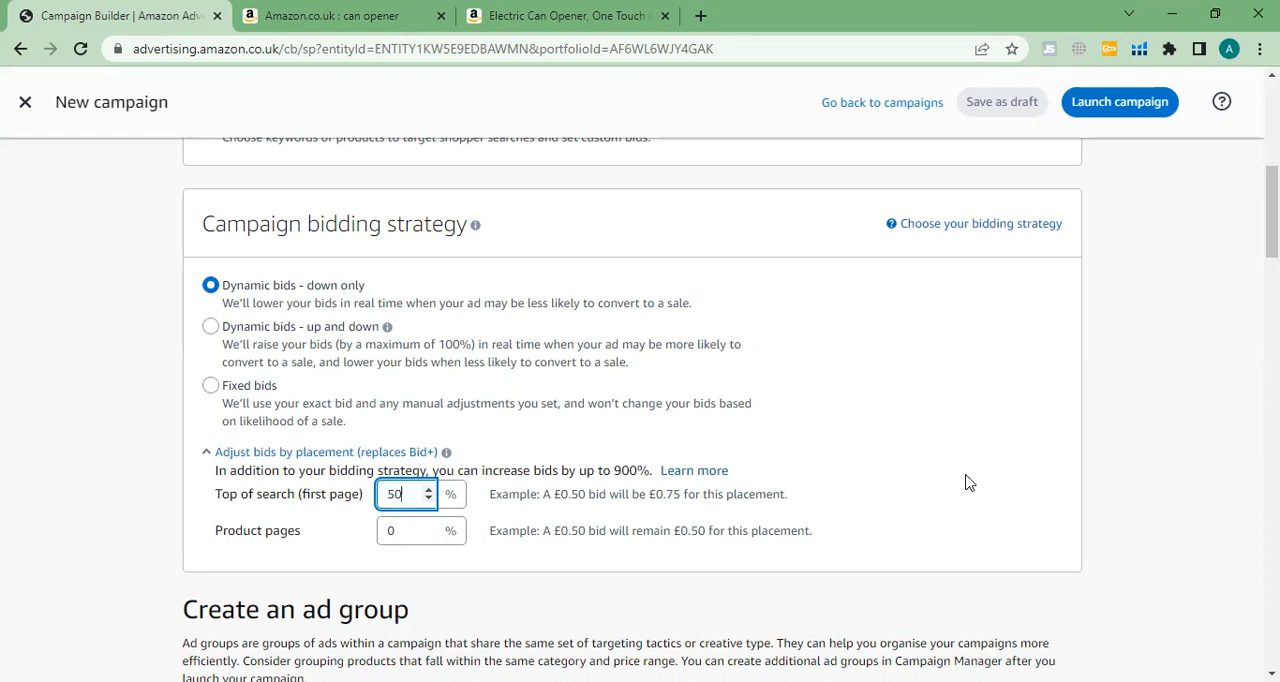 Campaign Builder | Amazon Adve
Amazon.co.uk : can opener
Electric Can Opener, One Touch A
advertising.amazon.co.uk/cb/sp?entityId=ENTITY1KW5E9EDBAWMN&portfolioId=AF6WL6WJY4GAK
JS
A
New campaign
Go back to campaigns
Save as draft
Launch campaign
Choose keywords or products to target shopper searches and set custom bids.
Campaign bidding strategy
Choose your bidding strategy
Dynamic bids - down only
We'll lower your bids in real time when your ad may be less likely to convert to a sale.
Dynamic bids - up and down
We'll raise your bids (by a maximum of 100%) in real time when your ad may be more likely to
convert to a sale, and lower your bids when less likely to convert to a sale.
Fixed bids
We'll use your exact bid and any manual adjustments you set, and won't change your bids based
on likelihood of a sale.
Adjust bids by placement (replaces Bid+)
In addition to your bidding strategy, you can increase bids by up to 900%. Learn more
Top of search (first page) 50 % Example: A £0.50 bid will be £0.75 for this placement.
Product pages 0 % Example: A £0.50 bid will remain £0.50 for this placement.
Create an ad group
Ad groups are groups of ads within a campaign that share the same set of targeting tactics or creative type. They can help you organise your campaigns more
efficiently. Consider grouping products that fall within the same category and price range. You can create additional ad groups in Campaign Manager after you
launch your campaign.